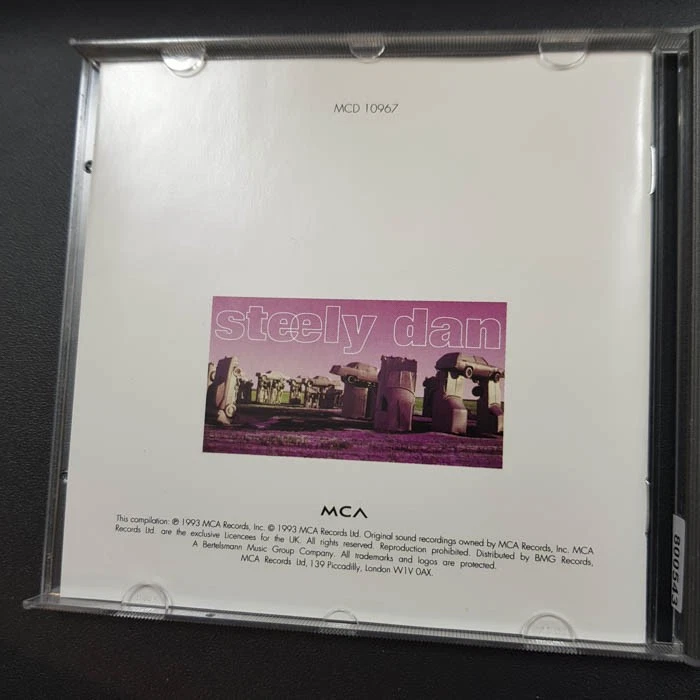 MCD 10967
steely dan
MCA
This compilation: ℗ 1993 MCA Records, Inc. © 1993 MCA Records Ltd. Original sound recordings owned by MCA Records, Inc. MCA
Records Ltd. are the exclusive Licencees for the UK. All rights reserved. Reproduction prohibited. Distributed by BMG Records,
A Bertelsmann Music Group Company. All trademarks and logos are protected.
MCA Records Ltd, 139 Piccadilly, London W1V 0AX.
800543